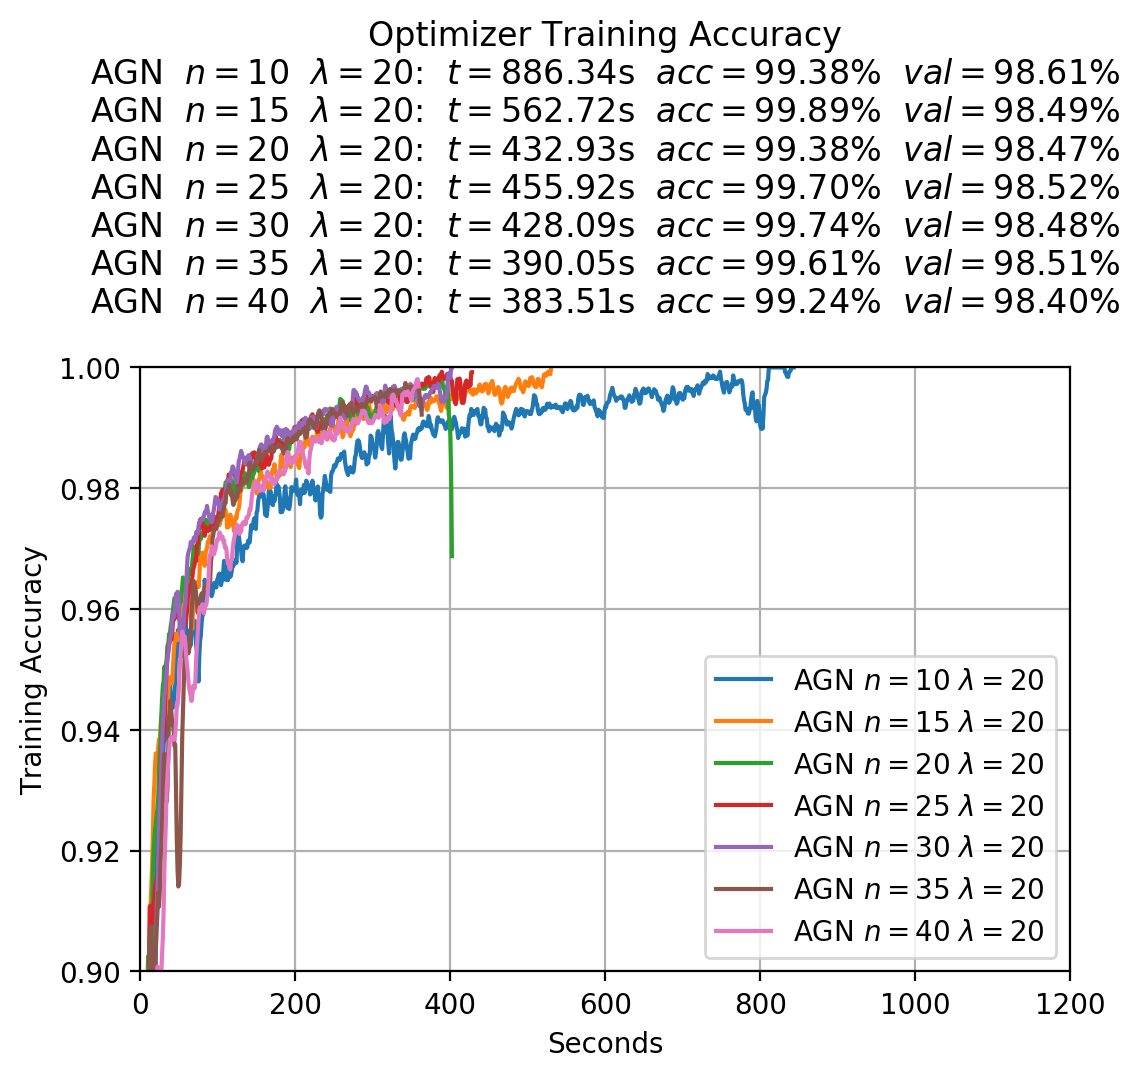 Optimizer Training Accuracy
AGN n = 10 λ = 20: t = 886.34s acc = 99.38% val = 98.61%
AGN n = 15 λ = 20: t = 562.72s acc = 99.89% val = 98.49%
AGN n = 20 λ = 20: t = 432.93s acc = 99.38% val = 98.47%
AGN n = 25 λ = 20: t = 455.92s acc = 99.70% val = 98.52%
AGN n = 30 λ = 20: t = 428.09s acc = 99.74% val = 98.48%
AGN n = 35 λ = 20: t = 390.05s acc = 99.61% val = 98.51%
AGN n = 40 λ = 20: t = 383.51s acc = 99.24% val = 98.40%
1.00
0.98
0.96
0.94
0.92
0.90
Training Accuracy
AGN n = 10 λ = 20
AGN n = 15 λ = 20
AGN n = 20 λ = 20
AGN n = 25 λ = 20
AGN n = 30 λ = 20
AGN n = 35 λ = 20
AGN n = 40 λ = 20
0 200 400 600 800 1000 1200
Seconds